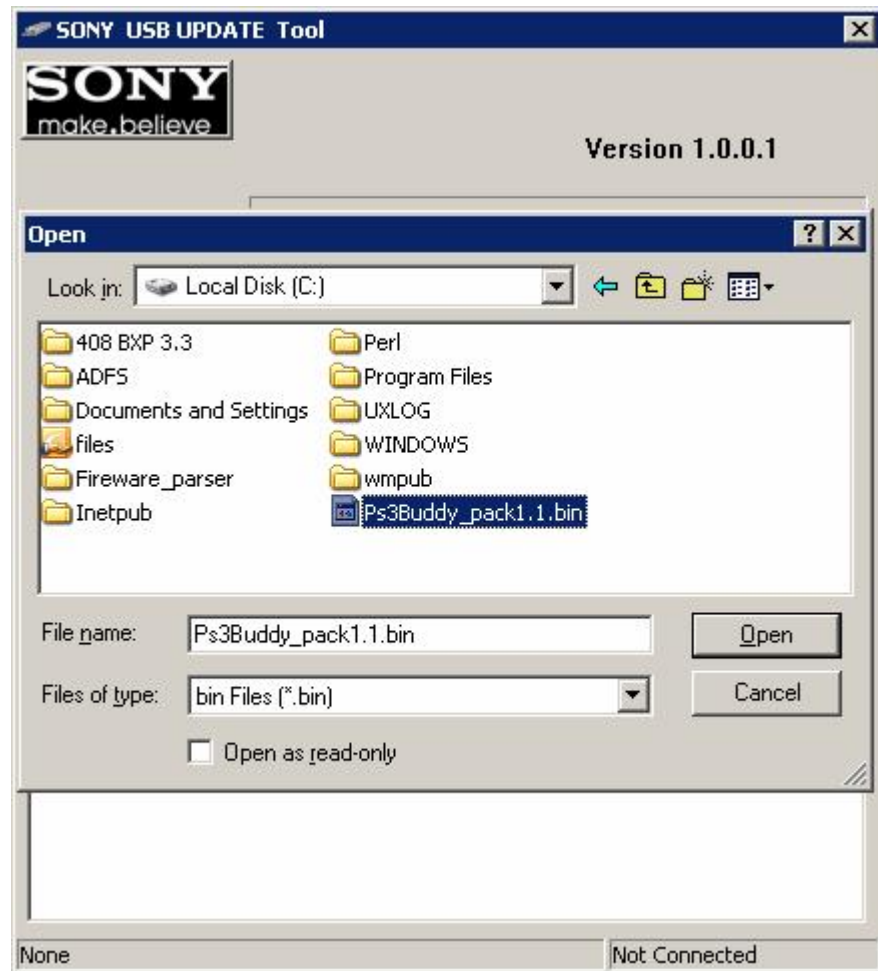 SONY USB UPDATE Tool
SONY
make.believe
Version 1.0.0.1
Open
Look in: Local Disk (C:)
408 BXP 3.3
ADFS
Documents and Settings
files
Fireware_parser
Inetpub
Perl
Program Files
UXLOG
WINDOWS
wmpub
Ps3Buddy_pack1.1.bin
File name: Ps3Buddy_pack1.1.bin Open
Files of type: bin Files (*.bin) Cancel
Open as read-only
None Not Connected